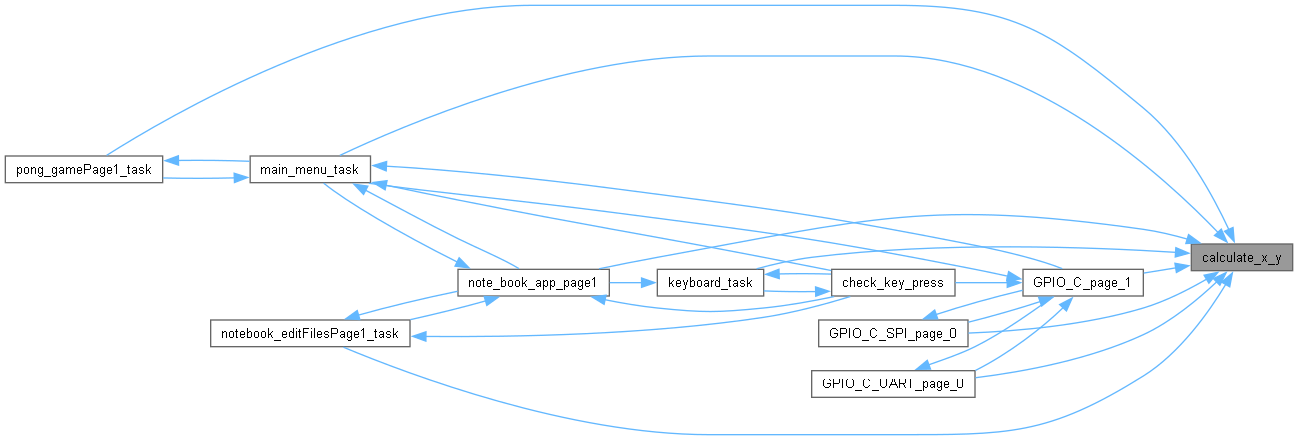 pong_gamePage1_task
main_menu_task
calculate_x_y
note_book_app_page1
keyboard_task
check_key_press
GPIO_C_page_1
notebook_editFilesPage1_task
GPIO_C_SPI_page_0
GPIO_C_UART_page_0